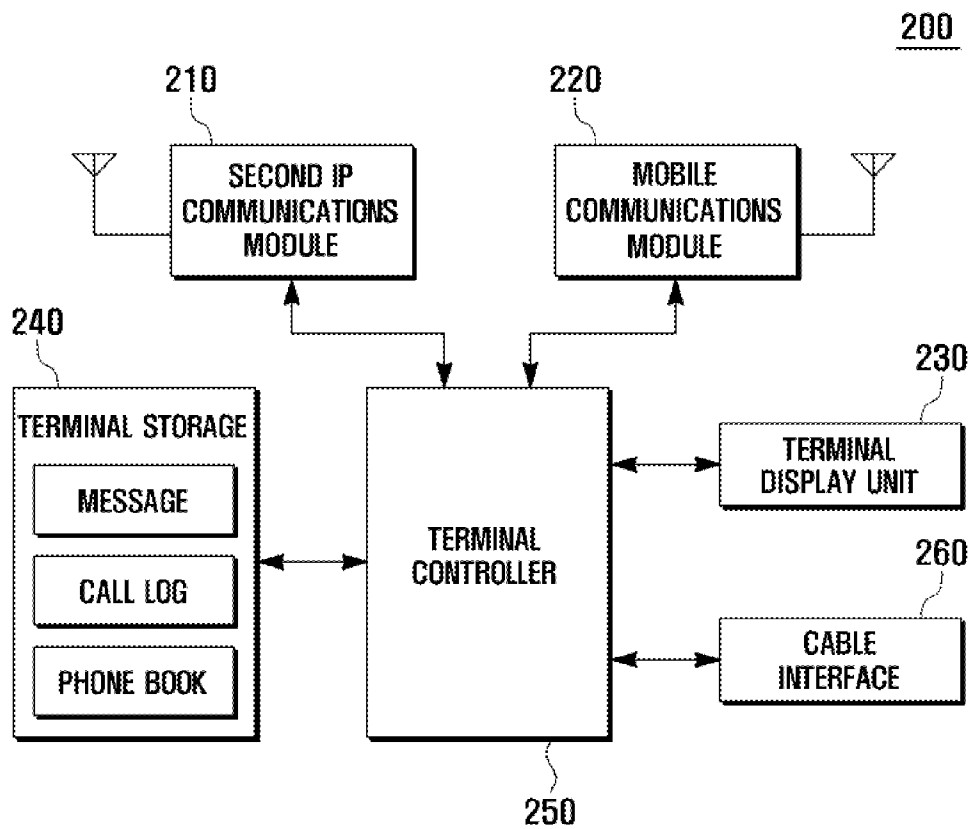 200
210
220
SECOND IP
COMMUNICATIONS
MODULE
MOBILE
COMMUNICATIONS
MODULE
240
230
TERMINAL STORAGE
MESSAGE
CALL LOG
PHONE BOOK
TERMINAL
CONTROLLER
TERMINAL
DISPLAY UNIT
260
CABLE
INTERFACE
250